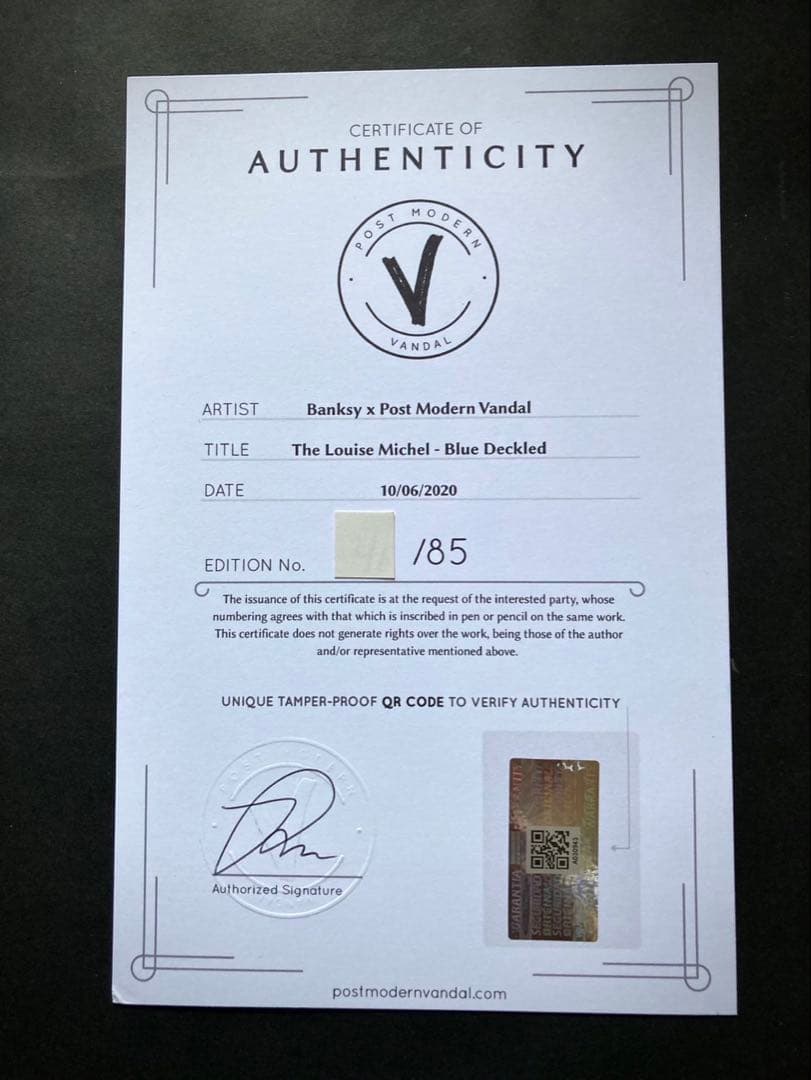 CERTIFICATE OF
AUTHENTICITY
POST MODERN
V
VANDAL
ARTIST Banksy x Post Modern Vandal
TITLE The Louise Michel - Blue Deckled
DATE 10/06/2020
EDITION No. /85
The issuance of this certificate is at the request of the interested party, whose
numbering agrees with that which is inscribed in pen or pencil on the same work.
This certificate does not generate rights over the work, being those of the author
and/or representative mentioned above.
UNIQUE TAMPER-PROOF QR CODE TO VERIFY AUTHENTICITY
POST MODERN
Authorized Signature
GARANTIA
postmodernvandal.com